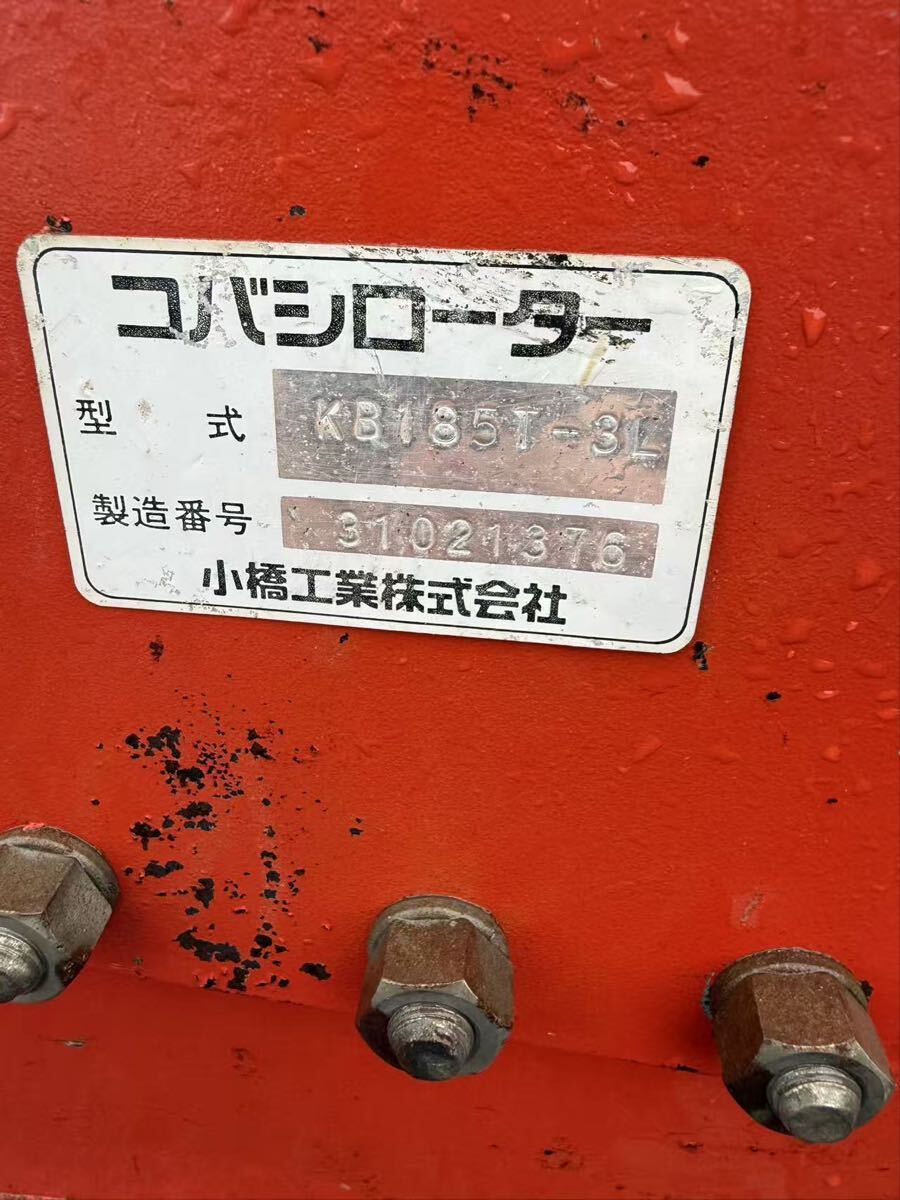 コバシローター
型式 KB185T-3L
製造番号 31021376
小橋工業株式会社